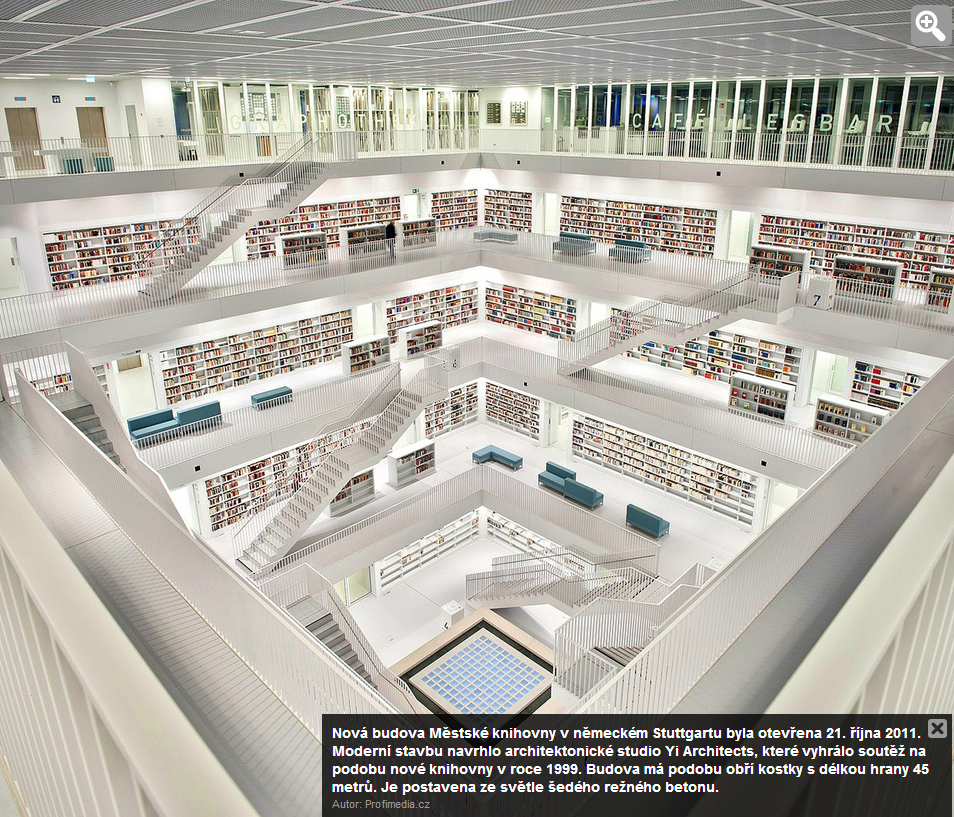 GRAPHOTHEK
CAFÉ LESBAR
7
Nová budova Městské knihovny v německém Stuttgartu byla otevřena 21. října 2011.
Moderní stavbu navrhlo architektonické studio Yi Architects, které vyhrálo soutěž na
podobu nové knihovny v roce 1999. Budova má podobu obří kostky s délkou hrany 45
metrů. Je postavena ze světle šedého režného betonu.
Autor: Profimedia.cz